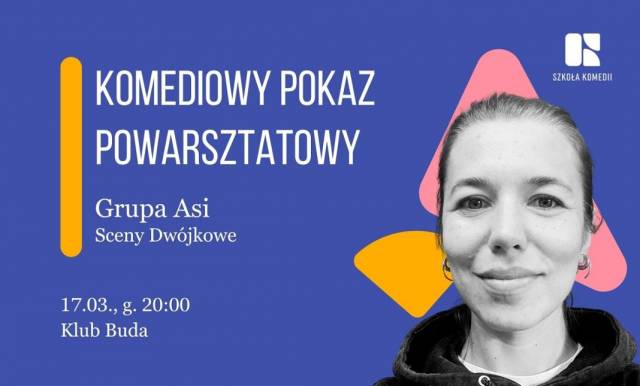 SZKOŁA KOMEDII
KOMEDIOWY POKAZ
POWARSZTATOWY
Grupa Asi
Sceny Dwójkowe
17.03., g. 20:00
Klub Buda